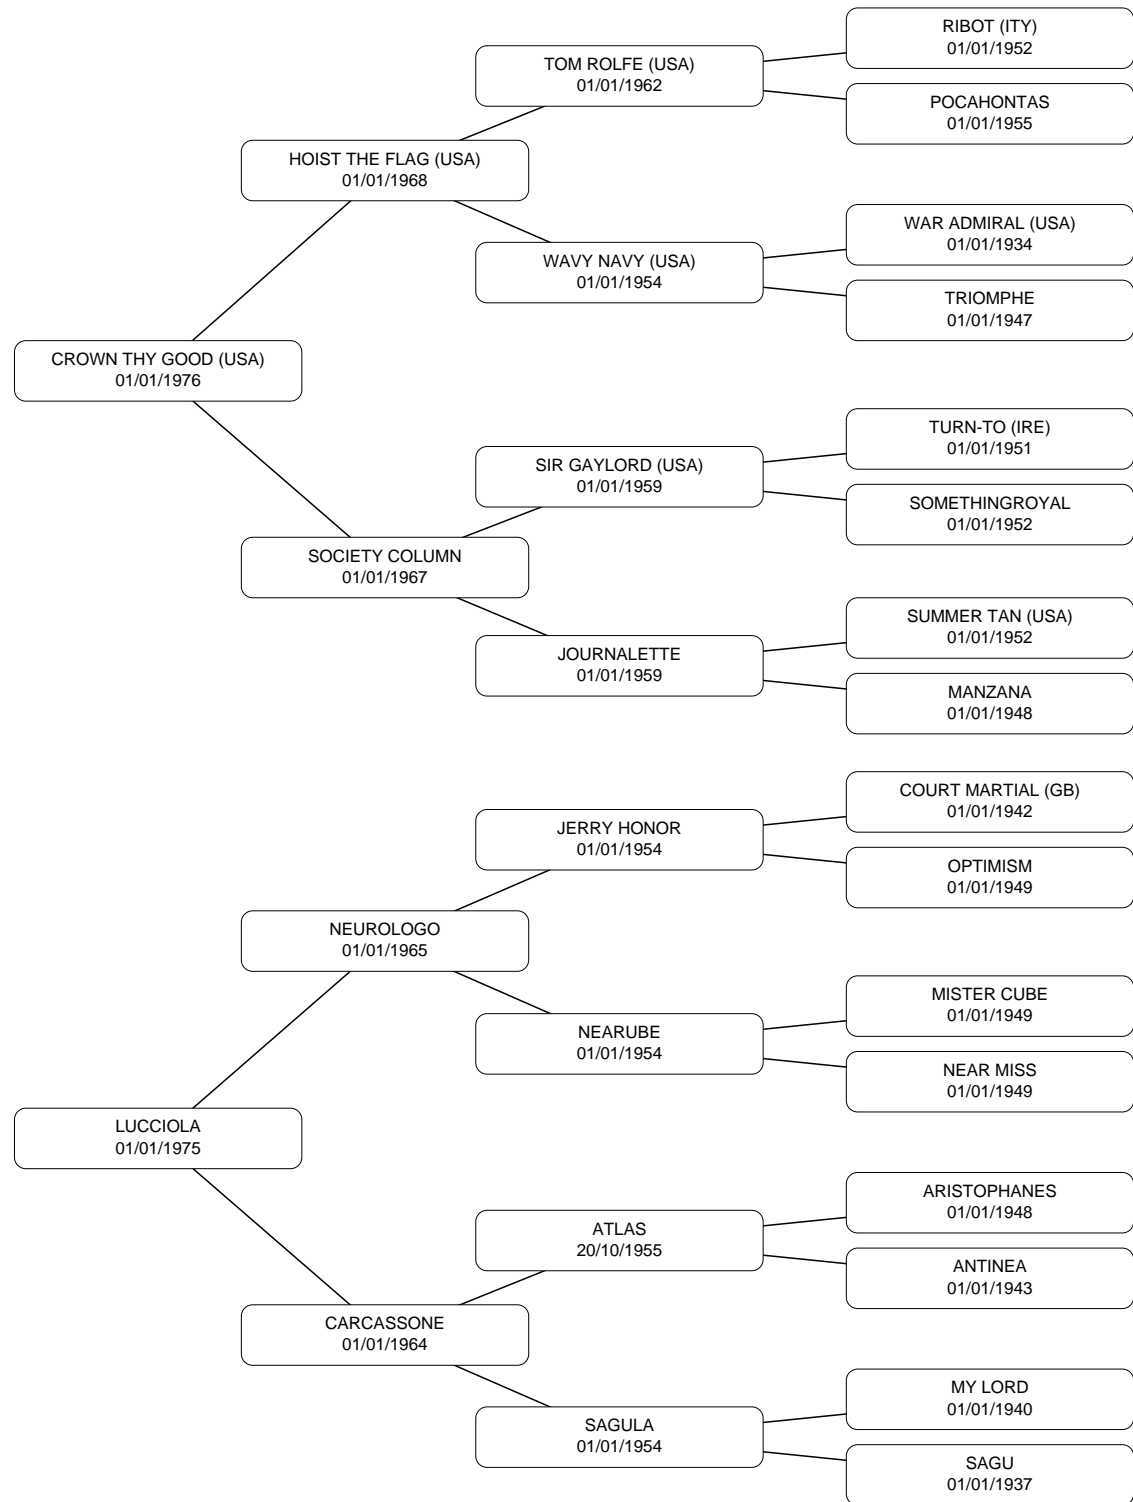 RIBOT (ITY)
01/01/1952
TOM ROLFE (USA)
01/01/1962
POCAHONTAS
01/01/1955
HOIST THE FLAG (USA)
01/01/1968
WAR ADMIRAL (USA)
01/01/1934
WAVY NAVY (USA)
01/01/1954
TRIOMPHE
01/01/1947
CROWN THY GOOD (USA)
01/01/1976
TURN-TO (IRE)
01/01/1951
SIR GAYLORD (USA)
01/01/1959
SOMETHINGROYAL
01/01/1952
SOCIETY COLUMN
01/01/1967
SUMMER TAN (USA)
01/01/1952
JOURNALETTE
01/01/1959
MANZANA
01/01/1948
COURT MARTIAL (GB)
01/01/1942
JERRY HONOR
01/01/1954
OPTIMISM
01/01/1949
NEUROLOGO
01/01/1965
MISTER CUBE
01/01/1949
NEARUBE
01/01/1954
NEAR MISS
01/01/1949
LUCCIOLA
01/01/1975
ARISTOPHANES
01/01/1948
ATLAS
20/10/1955
ANTINEA
01/01/1943
CARCASSONE
01/01/1964
MY LORD
01/01/1940
SAGULA
01/01/1954
SAGU
01/01/1937